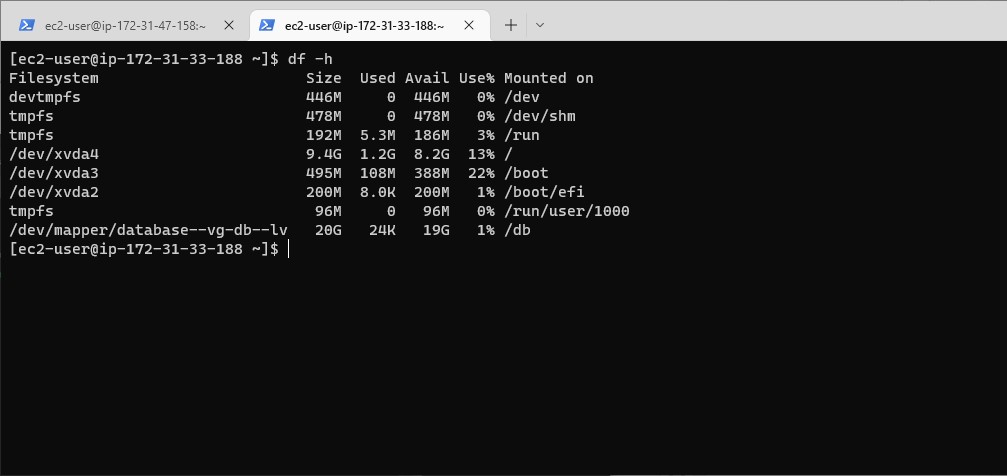 ec2-user@ip-172-31-47-158:~ ec2-user@ip-172-31-33-188:~
[ec2-user@ip-172-31-33-188 ~]$ df -h
Filesystem                         Size  Used Avail Use% Mounted on
devtmpfs                           446M     0  446M   0% /dev
tmpfs                              478M     0  478M   0% /dev/shm
tmpfs                              192M  5.3M  186M   3% /run
/dev/xvda4                         9.4G  1.2G  8.2G  13% /
/dev/xvda3                         495M  108M  388M  22% /boot
/dev/xvda2                         200M  8.0K  200M   1% /boot/efi
tmpfs                               96M     0   96M   0% /run/user/1000
/dev/mapper/database--vg-db--lv   20G   24K   19G   1% /db
[ec2-user@ip-172-31-33-188 ~]$